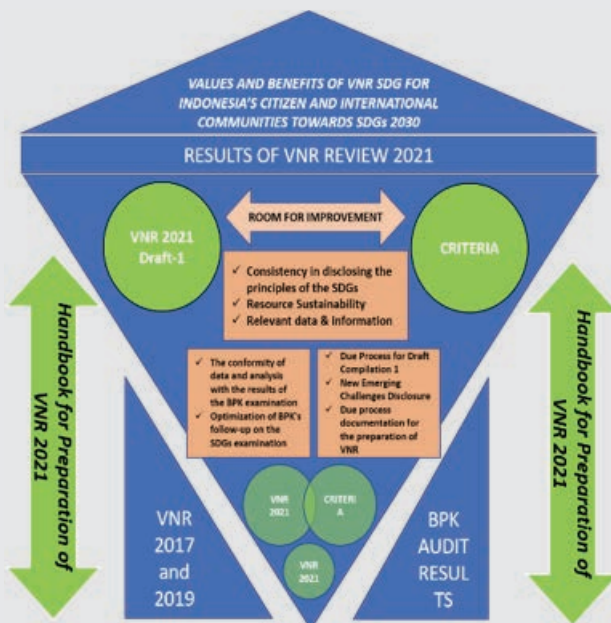 VALUES AND BENEFITS OF VNR SDG FOR
INDONESIA'S CITIZEN AND INTERNATIONAL
COMMUNITIES TOWARDS SDGs 2030
RESULTS OF VNR REVIEW 2021
VNR 2021
Draft-1
ROOM FOR IMPROVEMENT
CRITERIA
✓ Consistency in disclosing the
principles of the SDGs
✓ Resource Sustainability
✓ Relevant data & Information
✓ The conformity of
data and analysis
with the results of
the BPK examination
✓ Optimization of BPK's
follow-up on the
SDGs examination
✓ Due Process for Draft
Compilation 1
✓ New Emerging
Challenges Disclosure
✓ Due process
documentation for
the preparation of
VNR
Handbook for Preparation of
VNR 2021
Handbook for Preparation of
VNR 2021
VNR
2017
and
2019
VNR
2021
CRITERI
A
VNR
2021
BPK
AUDIT
RESUL
TS